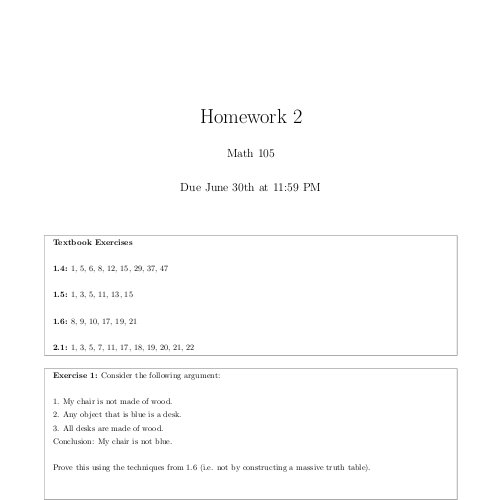 Homework 2
Math 105
Due June 30th at 11:59 PM
Textbook Exercises
1.4: 1, 5, 6, 8, 12, 15, 29, 37, 47
1.5: 1, 3, 5, 11, 13, 15
1.6: 8, 9, 10, 17, 19, 21
2.1: 1, 3, 5, 7, 11, 17, 18, 19, 20, 21, 22
Exercise 1: Consider the following argument:
1. My chair is not made of wood.
2. Any object that is blue is a desk.
3. All desks are made of wood.
Conclusion: My chair is not blue.
Prove this using the techniques from 1.6 (i.e. not by constructing a massive truth table).